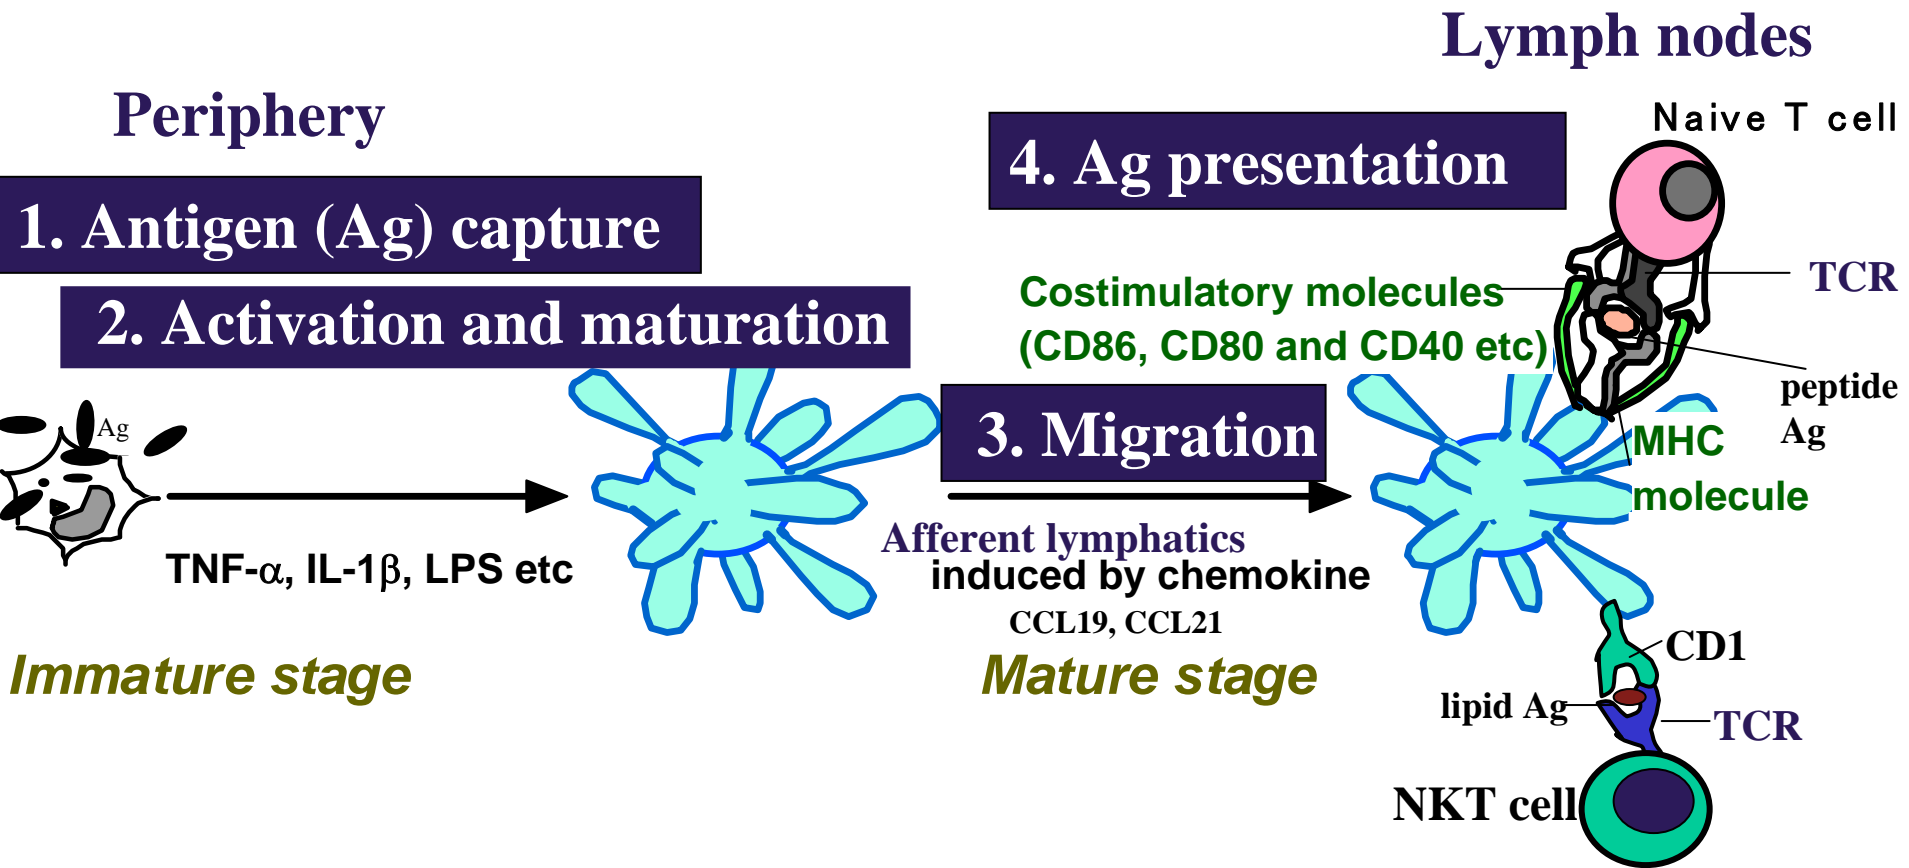 Lymph nodes
Periphery
Naive T cell
4. Ag presentation
1. Antigen (Ag) capture
TCR
Costimulatory molecules
(CD86, CD80 and CD40 etc)
2. Activation and maturation
peptide
Ag
Ag
3. Migration
MHC
molecule
Afferent lymphatics
induced by chemokine
CCL19, CCL21
TNF-α, IL-1β, LPS etc
Immature stage
Mature stage
CD1
lipid Ag
TCR
NKT cell